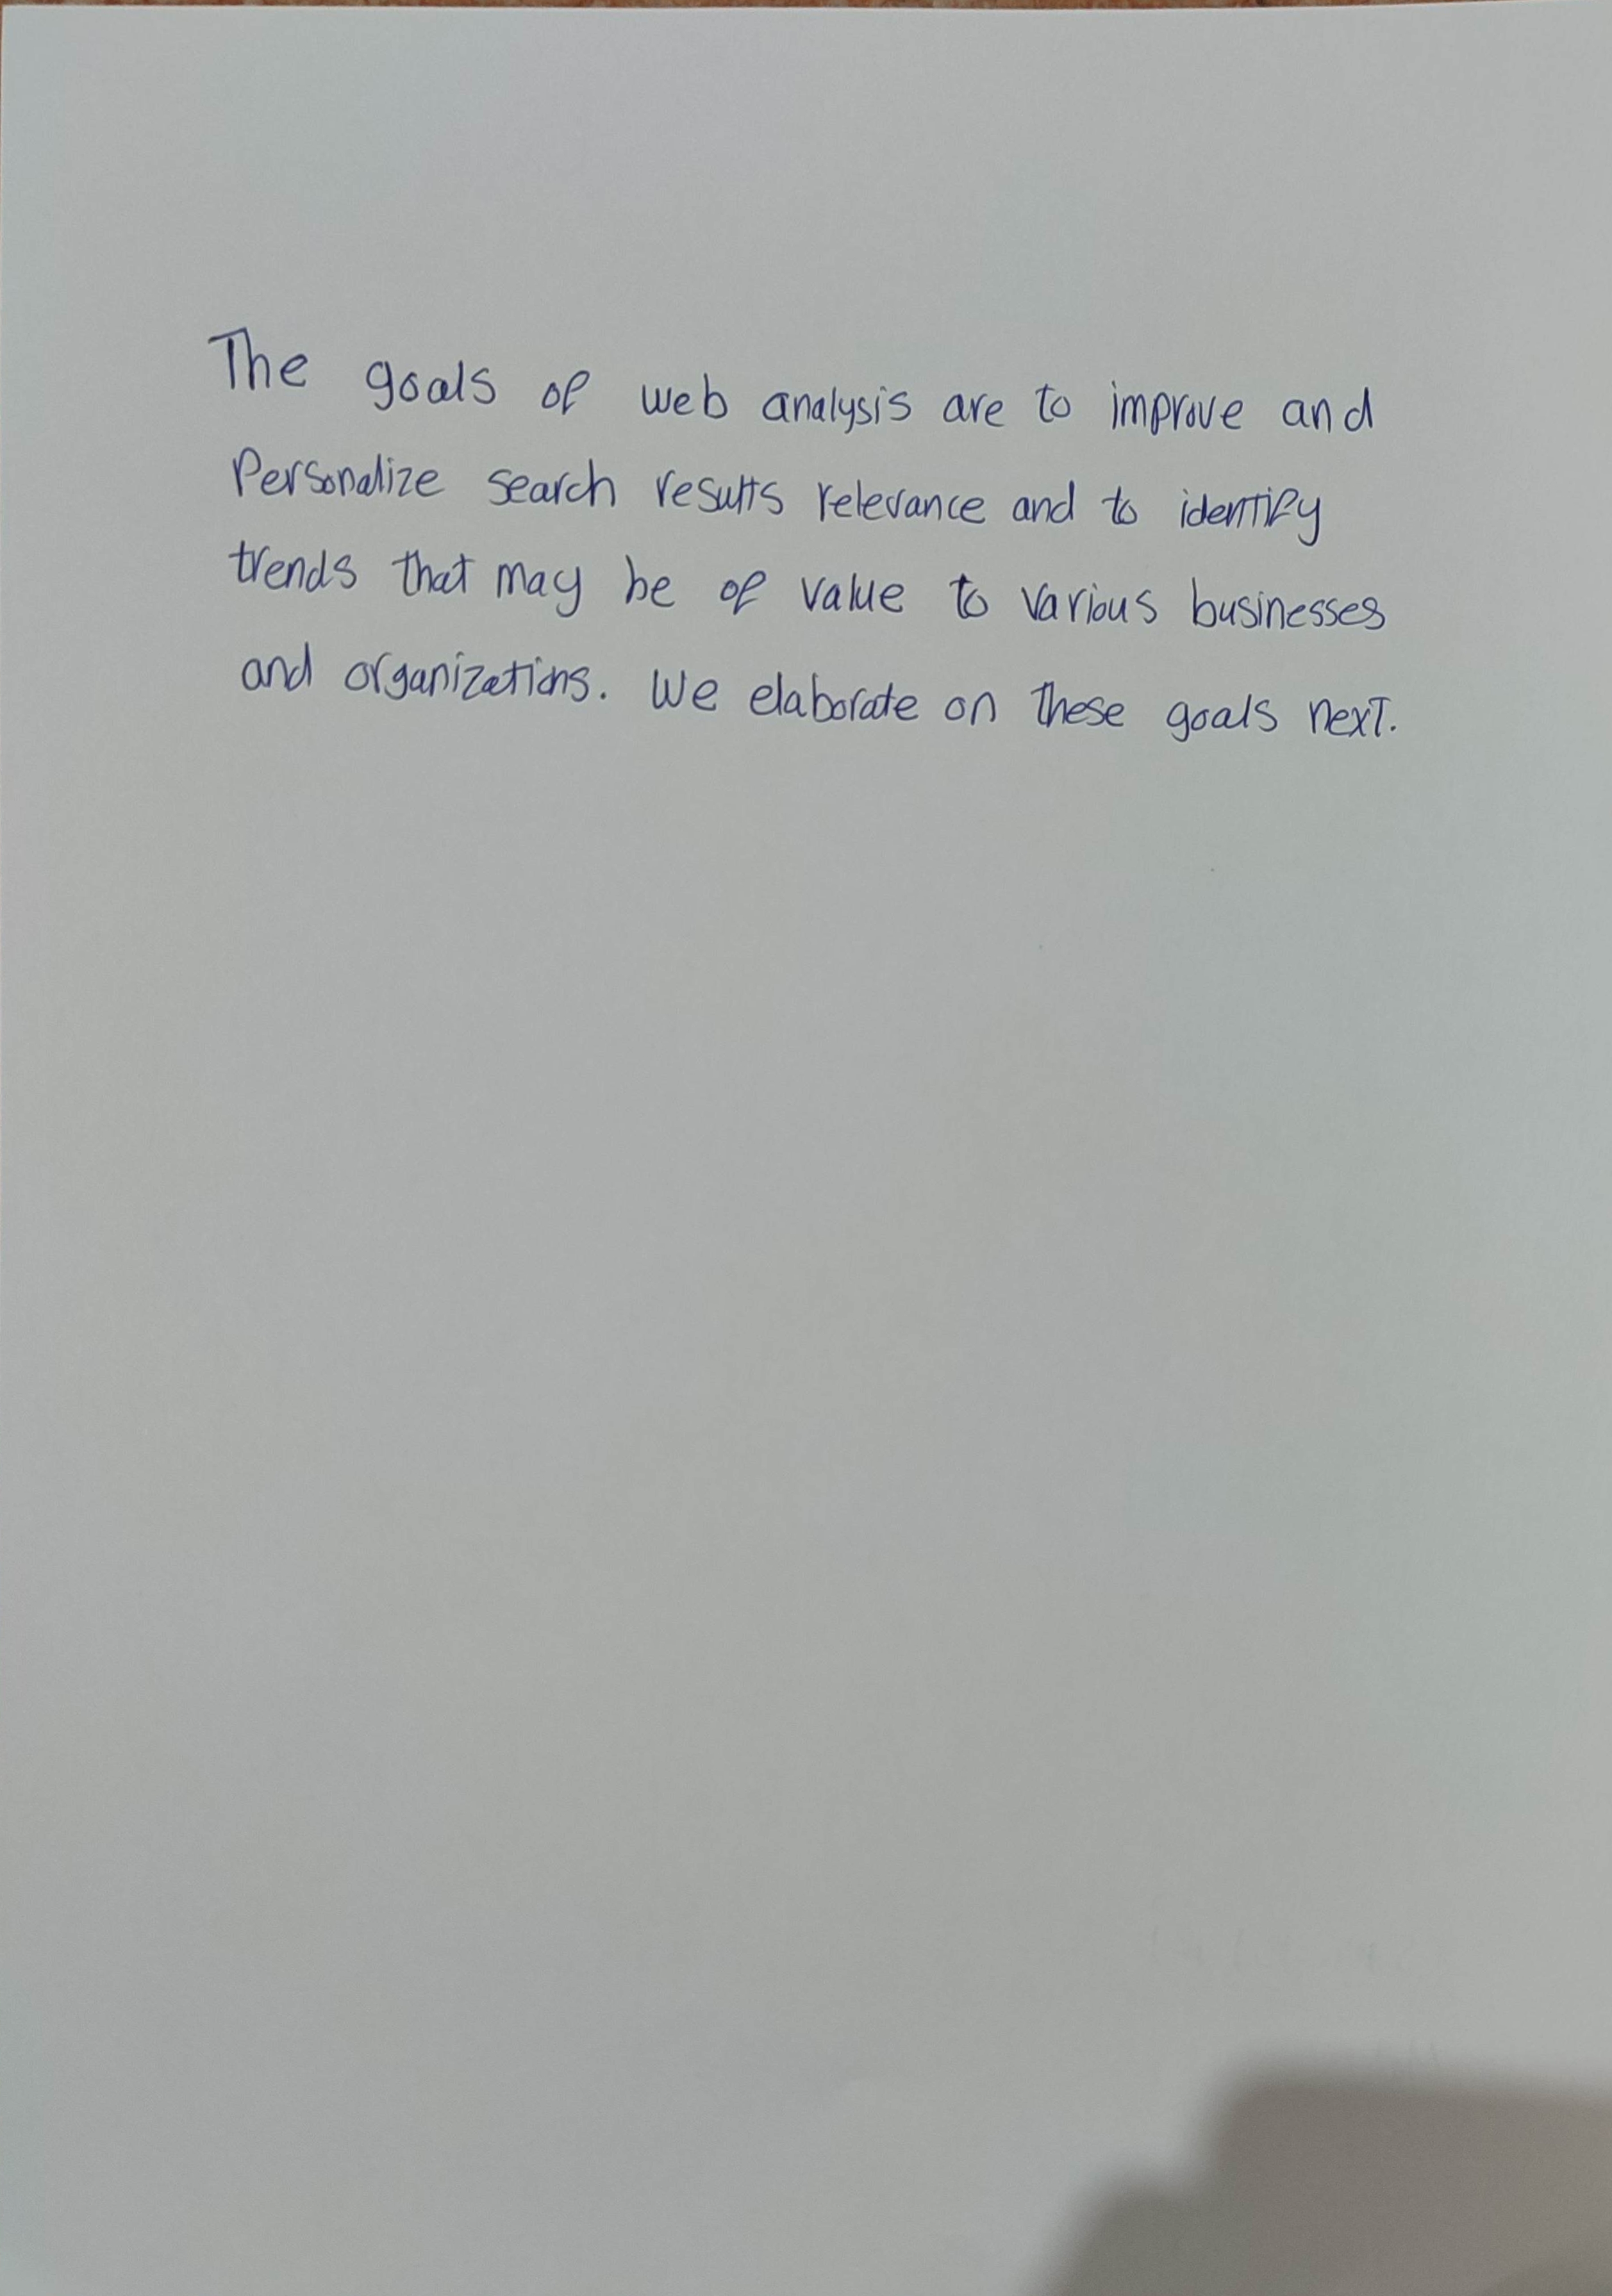 The goals of web analysis are to improve and
Personalize search results relevance and to identify
trends that may be of value to various businesses
and organizations. We elaborate on these goals next.